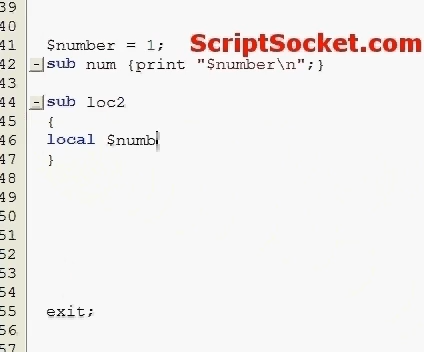 39
40
41 $number = 1; ScriptSocket.com
42 sub num {print "$number\n";}
43
44 sub loc2
45 {
46 local $numb
47 }
48
49
50
51
52
53
54
55 exit;
56
57